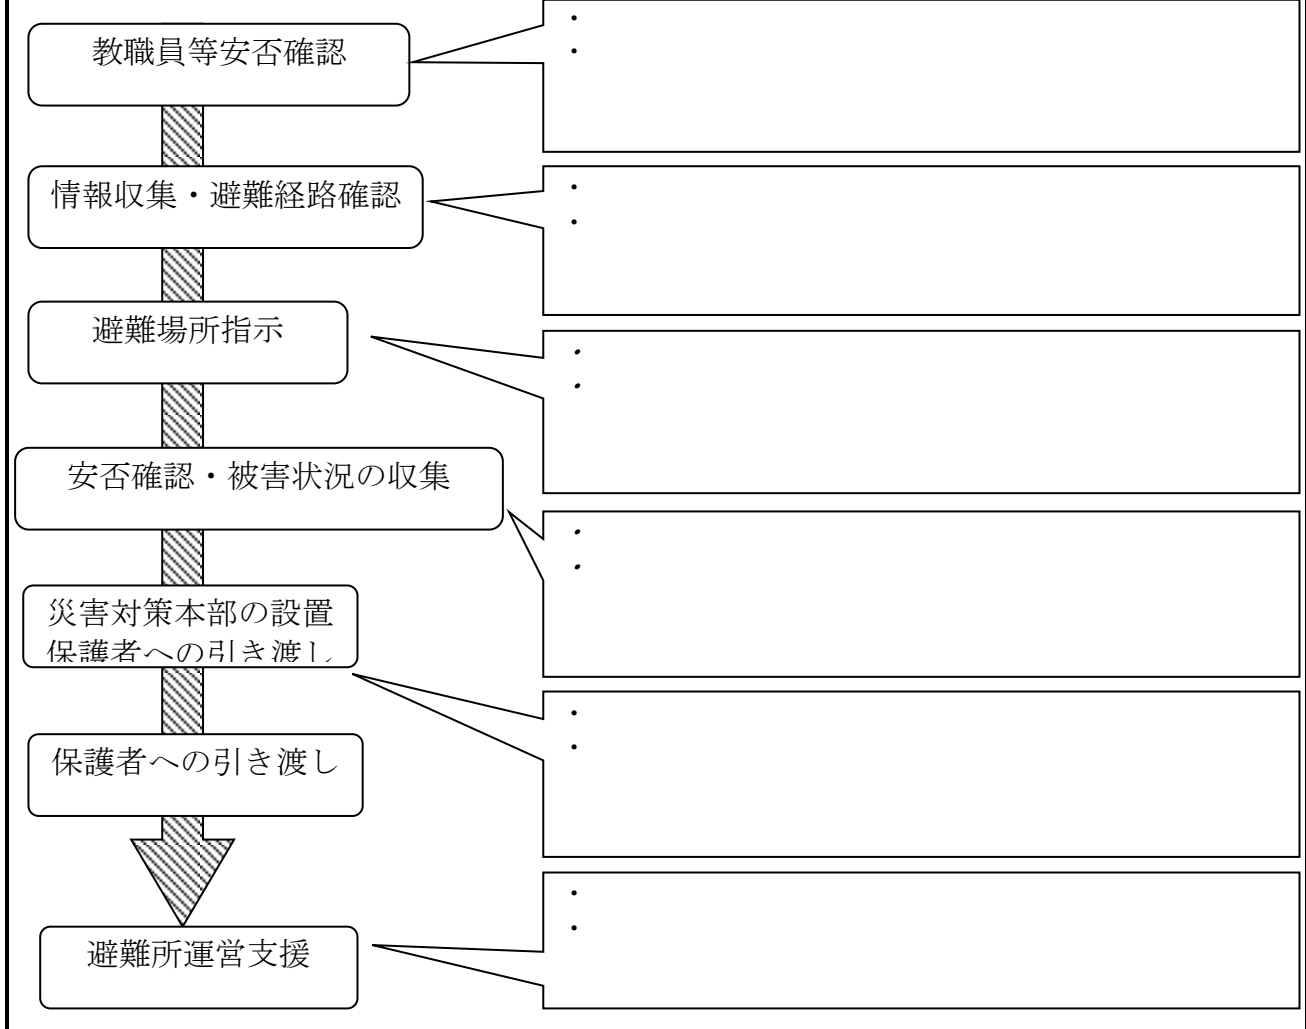 教職員等安否確認
・
・
情報収集・避難経路確認
・
・
避難場所指示
・
・
安否確認・被害状況の収集
・
・
災害対策本部の設置
保護者への引き渡し
・
・
保護者への引き渡し
避難所運営支援
・
・